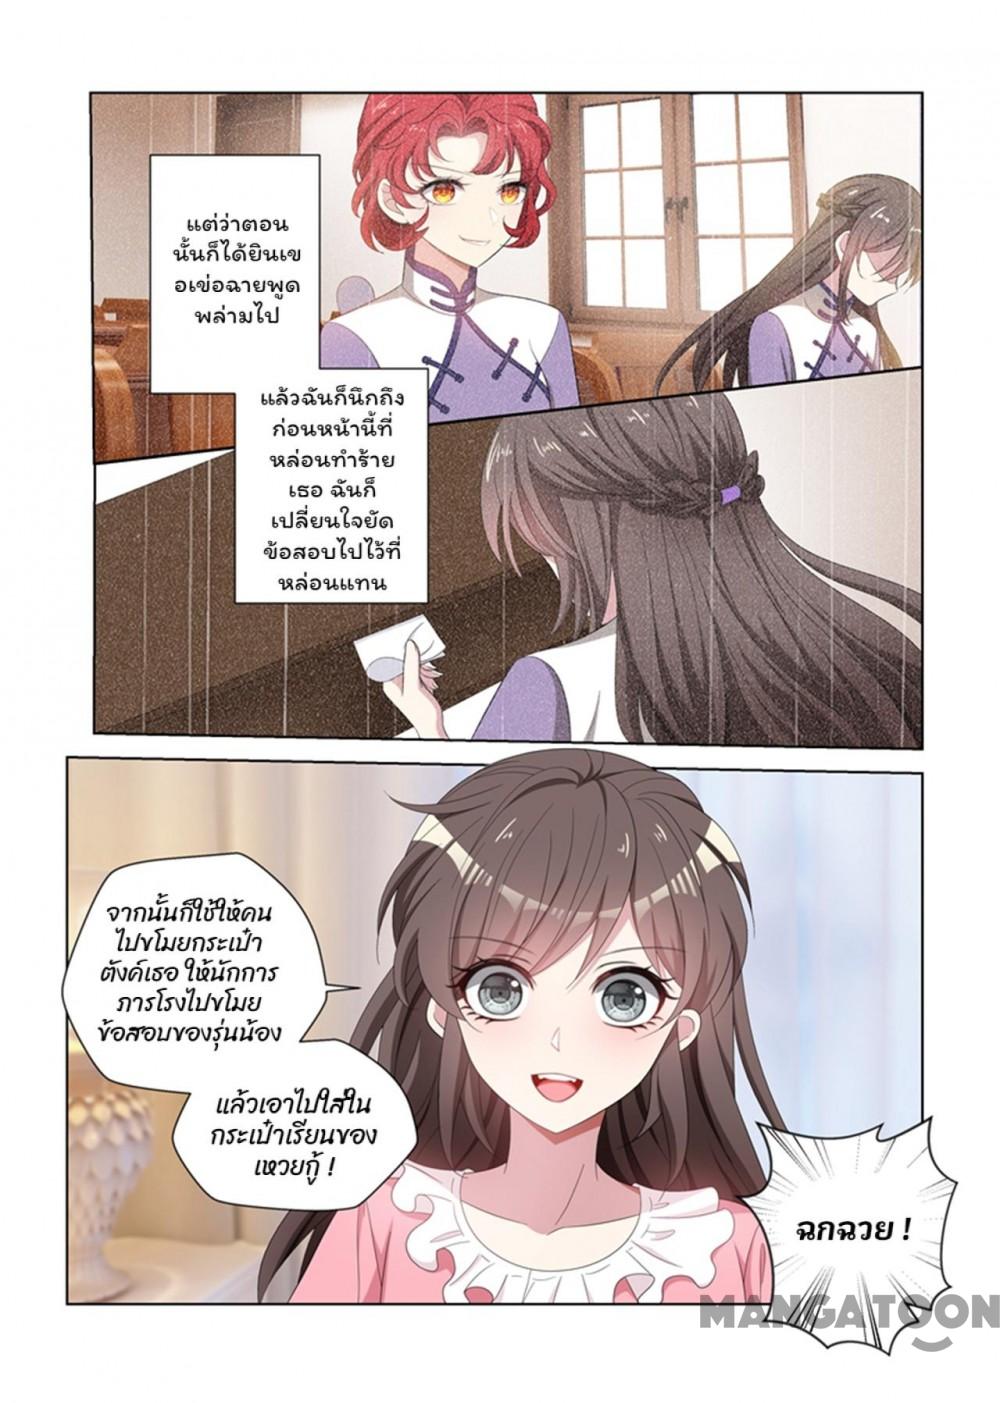 แต่ว่าตอน
นั้นก็ได้ยินเข
อเข่อฉายพูด
พล่ามไป
แล้วฉันก็นึกถึง
ก่อนหน้านี้ที่
หล่อนทำร้าย
เธอ ฉันก็
เปลี่ยนใจยัด
ข้อสอบไปไว้ที่
หล่อนแทน
จากนั้นก็ใช้ให้คน
ไปขโมยกระเป๋า
ตังค์เธอ ให้นักการ
ภารโรงไปขโมย
ข้อสอบของรุ่นน้อง
แล้วเอาไปใส่ใน
กระเป๋าเรียนของ
เหวยกู้ !
ฉกฉวย !
MANGATOON